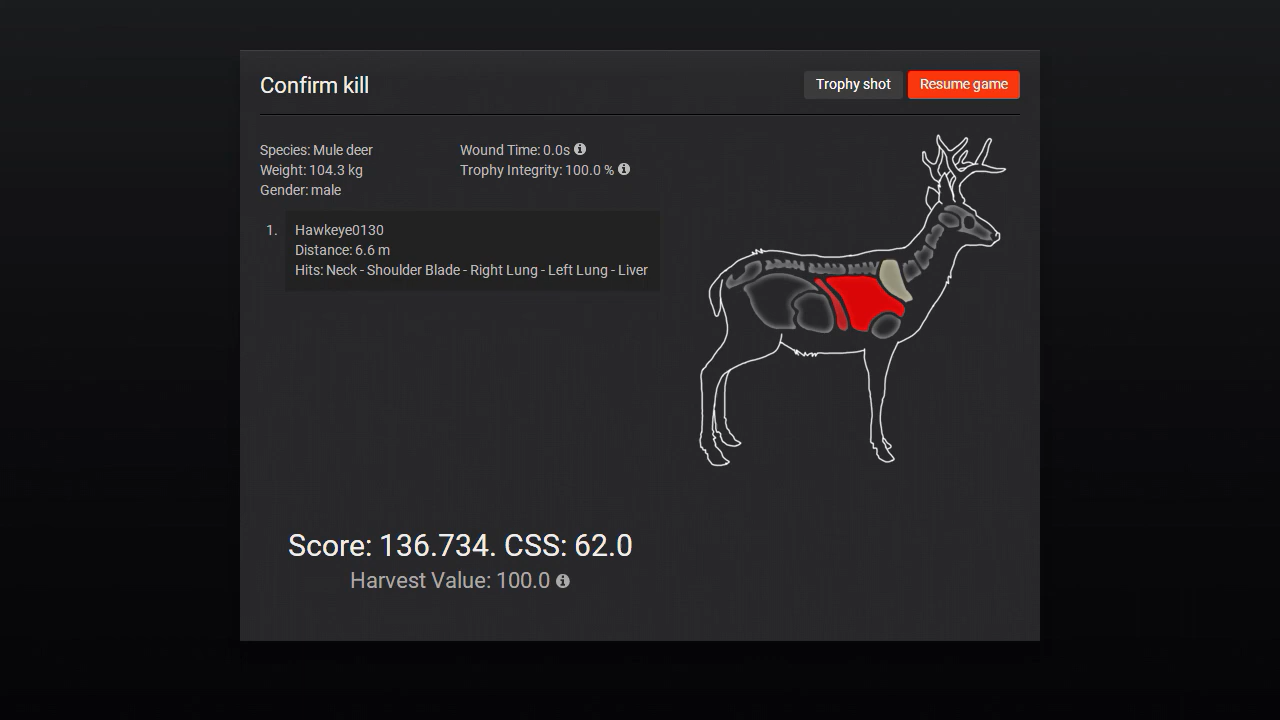 Confirm kill
Trophy shot
Resume game
Species: Mule deer
Weight: 104.3 kg
Gender: male
Wound Time: 0.0s
Trophy Integrity: 100.0 %
1.
Hawkeye0130
Distance: 6.6 m
Hits: Neck - Shoulder Blade - Right Lung - Left Lung - Liver
Score: 136.734. CSS: 62.0
Harvest Value: 100.0